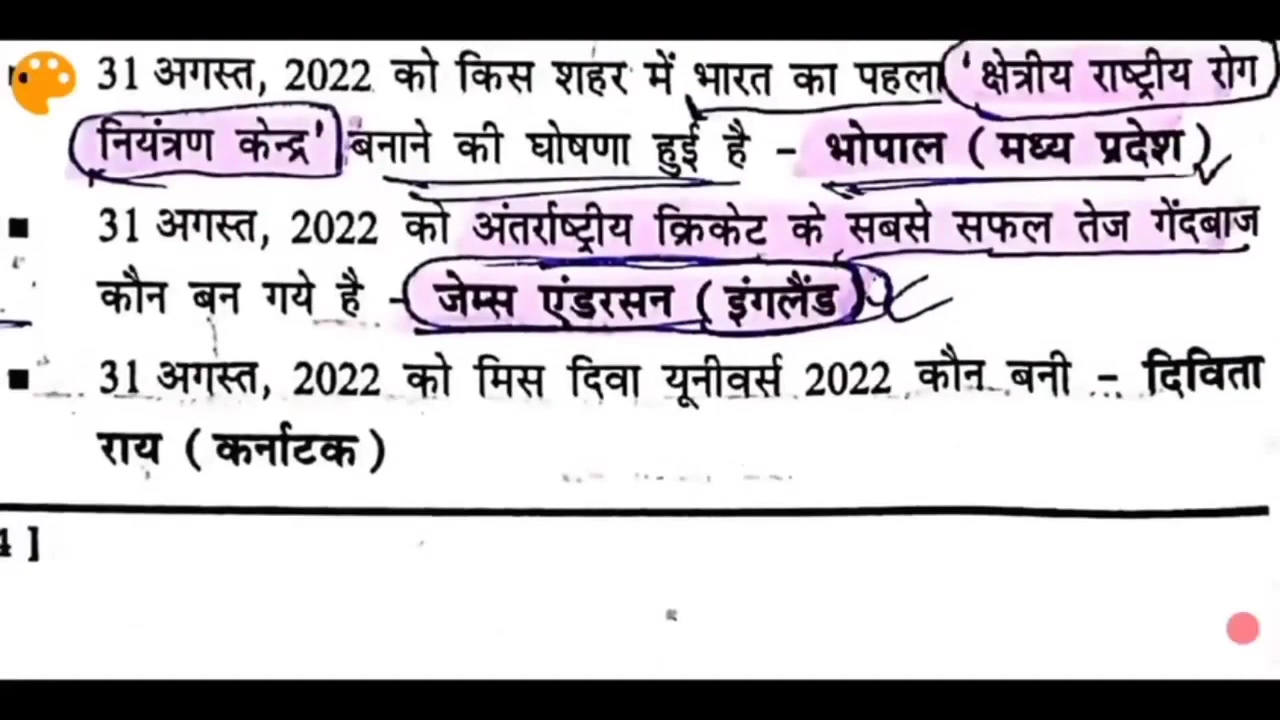 31 अगस्त, 2022 को किस शहर में भारत का पहला 'क्षेत्रीय राष्ट्रीय रोग
नियंत्रण केन्द्र' बनाने की घोषणा हुई है - भोपाल ( मध्य प्रदेश )
31 अगस्त, 2022 को अंतर्राष्ट्रीय क्रिकेट के सबसे सफल तेज गेंदबाज
कौन बन गये है - जेम्स एंडरसन ( इंगलैंड )
31 अगस्त, 2022 को मिस दिवा यूनीवर्स 2022 कौन बनी - दिविता
राय ( कर्नाटक )
4 ]